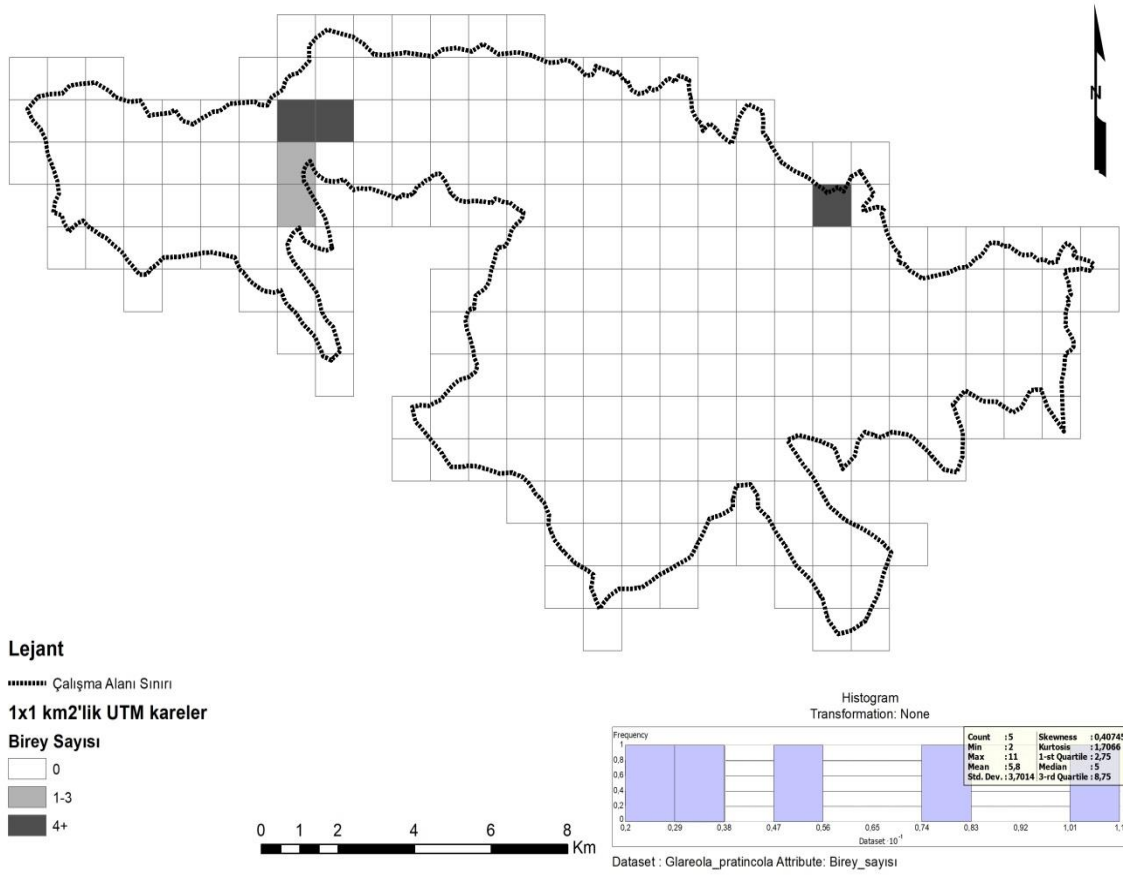 N
Lejant
Çalışma Alanı Sınırı
1x1 km2'lik UTM kareler
Birey Sayısı
0
1-3
4+
0 1 2 4 6 8
Km
Histogram
Transformation: None
Frequency
1
0,8
0,6
0,4
0,2
0
0,2 0,29 0,38 0,47 0,56 0,65 0,74 0,83 0,92 1,01 1,1
Dataset ·10⁻¹
Count : 5 Skewness : 0,40745
Min : 2 Kurtosis : 1,7066
Max : 11 1-st Quartile : 2,75
Mean : 5,8 Median : 5
Std. Dev. : 3,7014 3-rd Quartile : 8,75
Dataset : Glareola_pratincola Attribute: Birey_sayısı